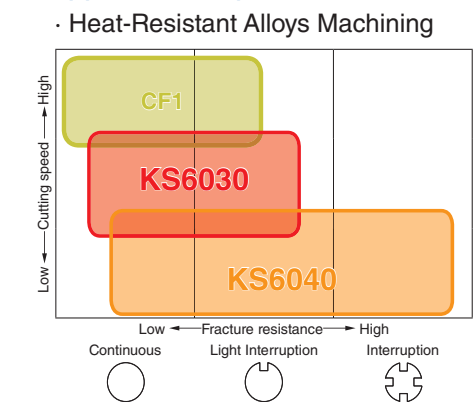 · Heat-Resistant Alloys Machining
High
Cutting speed
Low
CF1
KS6030
KS6040
Low Fracture resistance High
Continuous Light Interruption Interruption